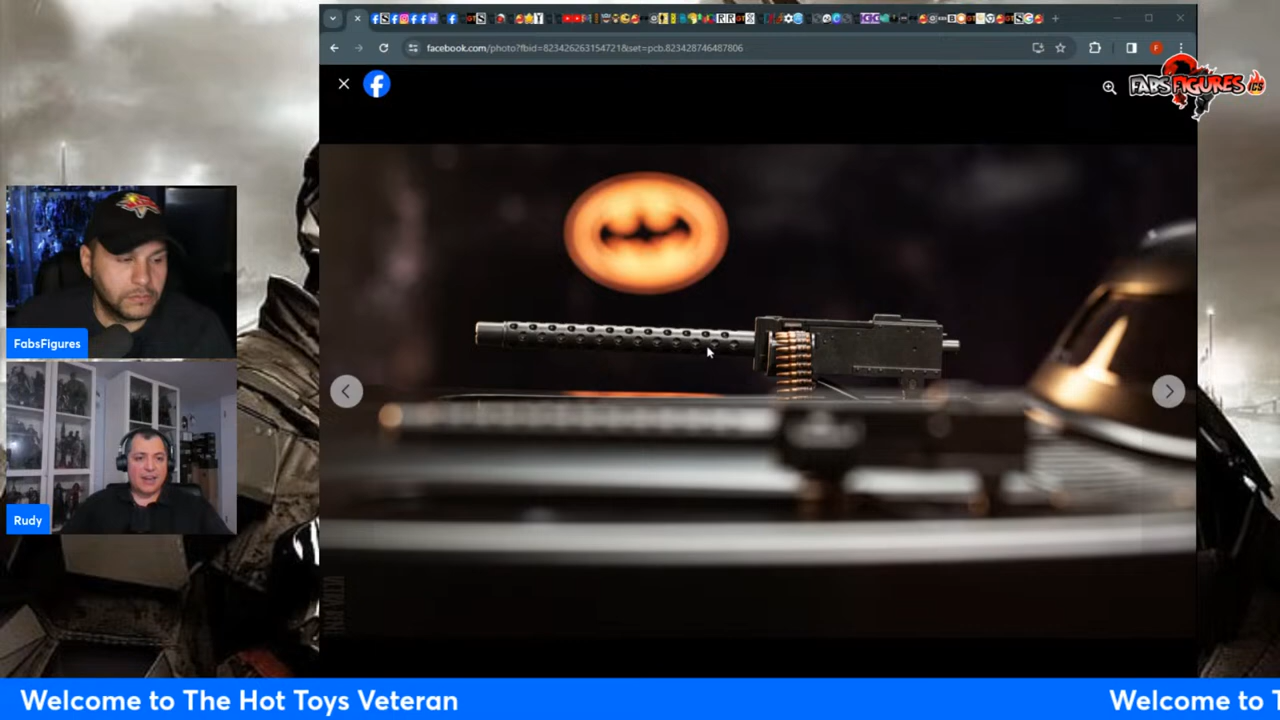 facebook.com/photo?fbid=823426263154721&set=pcb.823428746487806
FABSFIGURES
FabsFigures
Rudy
Welcome to The Hot Toys Veteran
Welcome to T